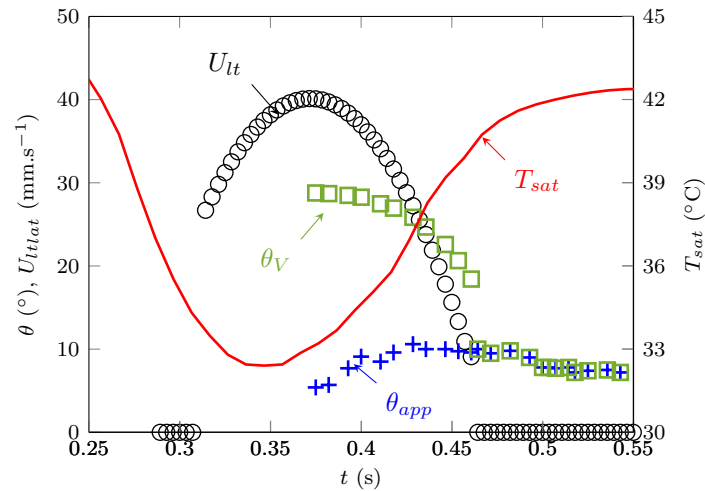 50
40
30
20
10
0
θ (°), U_{ltlat} (mm.s⁻¹)
45
42
39
36
33
30
T_{sat} (°C)
U_{lt}
T_{sat}
θ_V
θ_{app}
0.25 0.3 0.35 0.4 0.45 0.5 0.55
t (s)